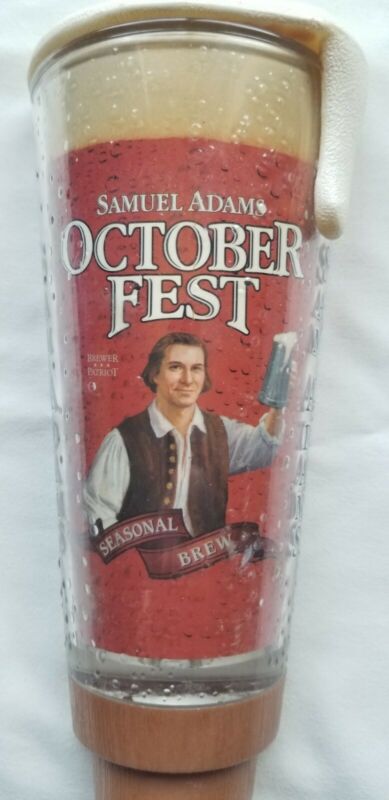 SAMUEL ADAMS
OCTOBER
FEST
BREWER
PATRIOT
SEASONAL
BREW